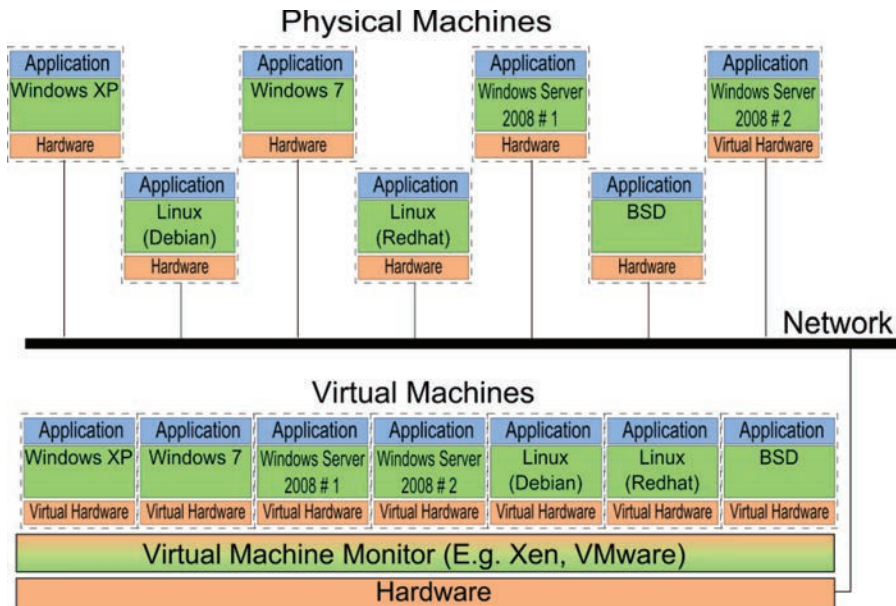 Physical Machines
Application
Windows XP
Hardware
Application
Windows 7
Hardware
Application
Windows Server
2008 # 1
Hardware
Application
Windows Server
2008 # 2
Virtual Hardware
Application
Linux
(Debian)
Hardware
Application
Linux
(Redhat)
Hardware
Application
BSD
Hardware
Network
Virtual Machines
Application
Windows XP
Virtual Hardware
Application
Windows 7
Virtual Hardware
Application
Windows Server
2008 # 1
Virtual Hardware
Application
Windows Server
2008 # 2
Virtual Hardware
Application
Linux
(Debian)
Virtual Hardware
Application
Linux
(Redhat)
Virtual Hardware
Application
BSD
Virtual Hardware
Virtual Machine Monitor (E.g. Xen, VMware)
Hardware